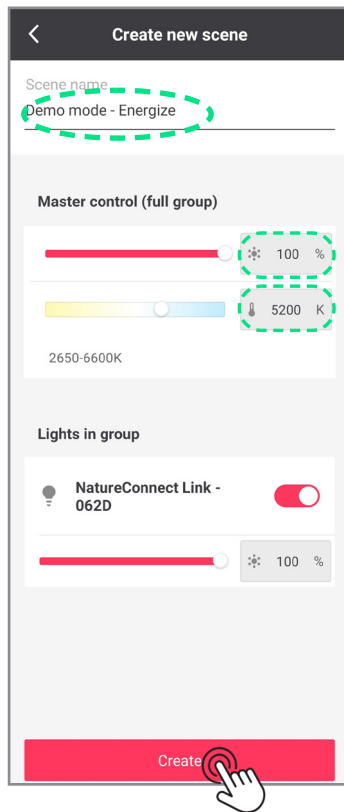 Create new scene
Scene name
Demo mode - Energize
Master control (full group)
100 %
5200 K
2650-6600K
Lights in group
NatureConnect Link -
062D
100 %
Create